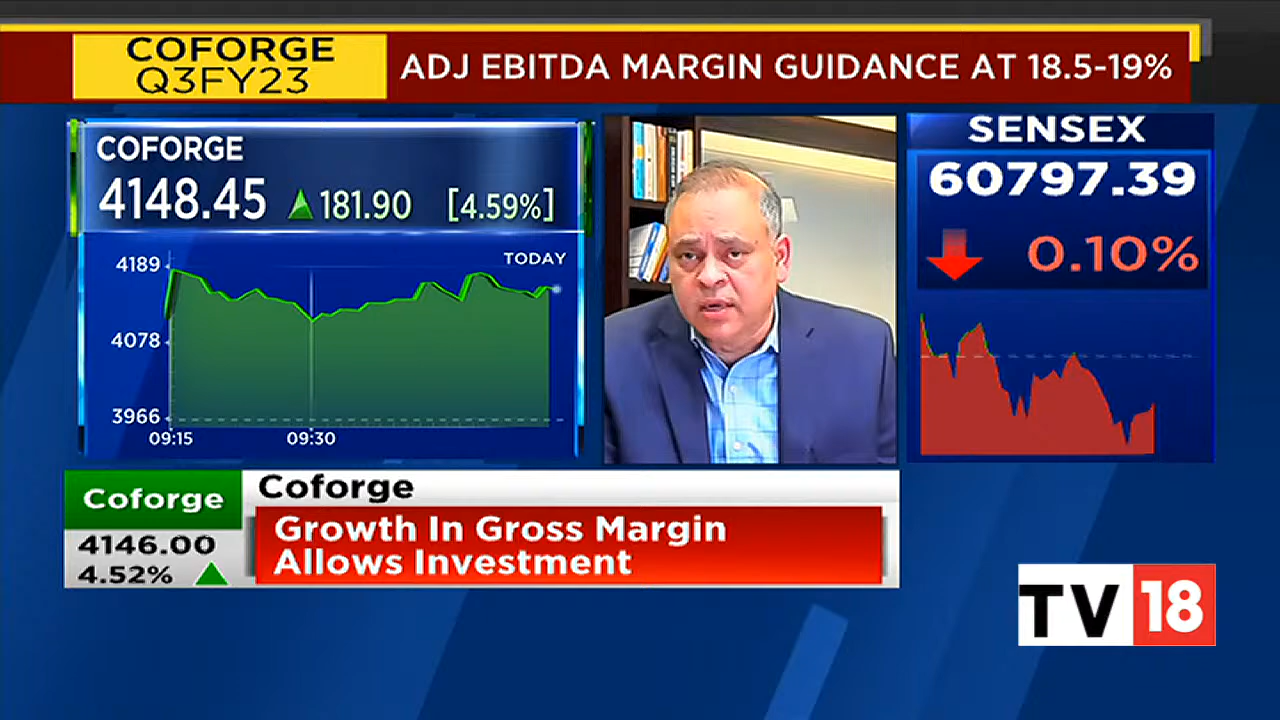 COFORGE
Q3FY23
ADJ EBITDA MARGIN GUIDANCE AT 18.5-19%
COFORGE
4148.45 ▲ 181.90 [4.59%]
TODAY
4189
4078
3966
09:15 09:30
SENSEX
60797.39
0.10%
Coforge
4146.00
4.52% ▲
Coforge
Growth In Gross Margin
Allows Investment
TV18